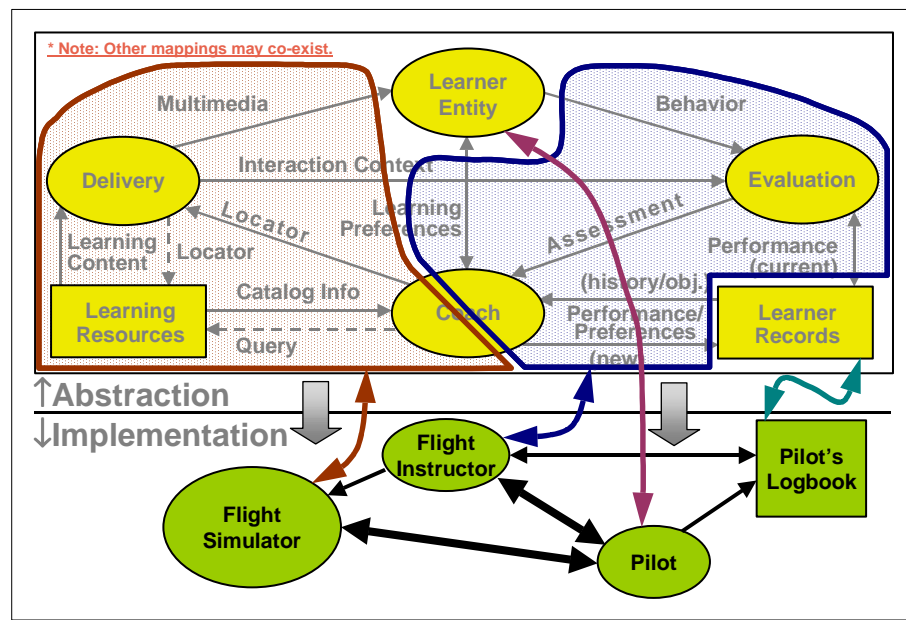 * Note: Other mappings may co-exist.
Learner
Entity
Multimedia
Behavior
Interaction Context
Delivery
Evaluation
Learning
Preferences
Locator
Assessment
Learning
Content
Locator
Performance
(current)
Catalog Info
(history/obj.)
Learning
Resources
Coach
Performance/
Preferences
Learner
Records
Query
(new)
↑Abstraction
↓Implementation
Flight
Instructor
Pilot's
Logbook
Flight
Simulator
Pilot